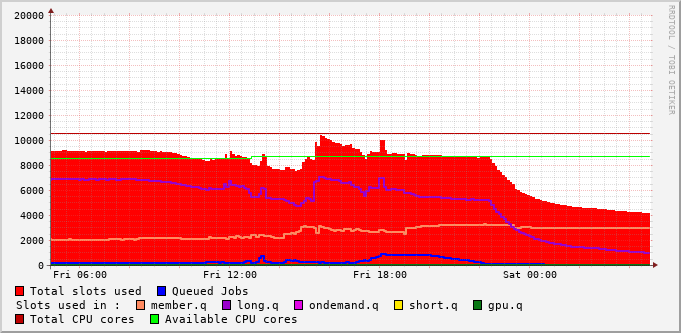 RRDTOOL / TOBI OETIKER
20000
18000
16000
14000
12000
10000
8000
6000
4000
2000
0
Fri 06:00 Fri 12:00 Fri 18:00 Sat 00:00
Total slots used Queued Jobs
Slots used in : member.q long.q ondemand.q short.q gpu.q
Total CPU cores Available CPU cores